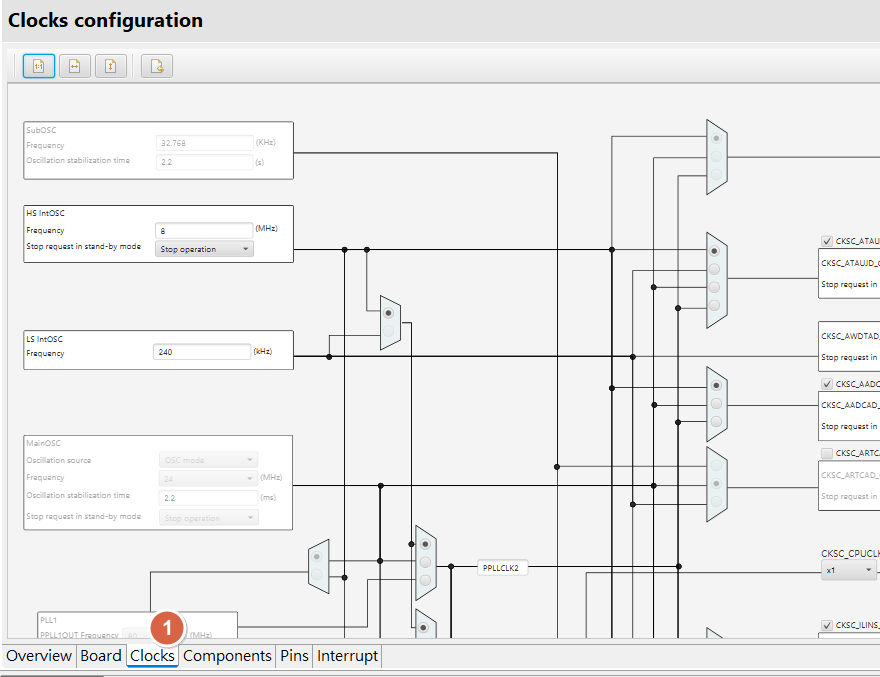 Clocks configuration
1:1
SubOSC
Frequency 32.768 (KHz)
Oscillation stabilization time 2.2 (s)
HS IntOSC
Frequency 8 (MHz)
Stop request in stand-by mode Stop operation
LS IntOSC
Frequency 240 (kHz)
MainOSC
Oscillation source OSC mode
Frequency 24 (MHz)
Oscillation stabilization time 2.2 (ms)
Stop request in stand-by mode Stop operation
PPLLCLK2
PLL1
PPLL1OUT Frequency 80 (MHz)
CKSC_ATAU
CKSC_ATAUJD_
Stop request in
CKSC_AWDTAD_
Stop request in
CKSC_AADC
CKSC_AADCAD_
Stop request in
CKSC_ARTCA
CKSC_ARTCAD_
Stop request in
CKSC_CPUCLK
x1
CKSC_ILINS_
1
Overview Board Clocks Components Pins Interrupt